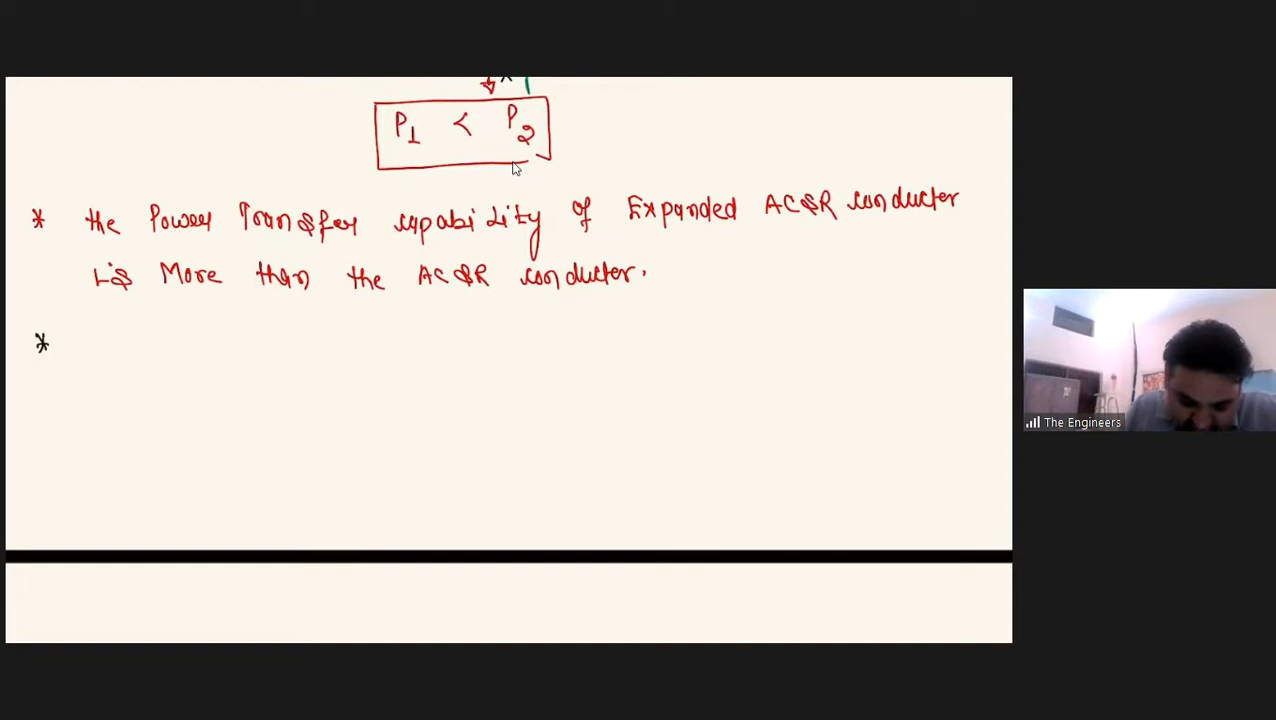 P1 < P2
* the Power Transfer capability of Expanded ACSR conductor
is More than the ACSR conductor.
*
The Engineers